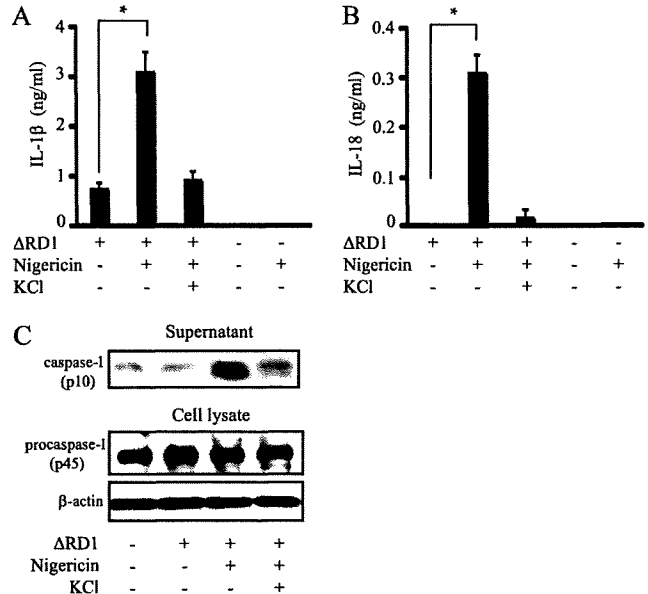 A
*
IL-1β (ng/ml)
4
3
2
1
0
ΔRD1 + + + - -
Nigericin - + + - +
KCl - - + - -
B
*
IL-18 (ng/ml)
0.4
0.3
0.2
0.1
0
ΔRD1 + + + - -
Nigericin - + + - +
KCl - - + - -
C
Supernatant
caspase-1
(p10)
Cell lysate
procaspase-1
(p45)
β-actin
ΔRD1 - + + +
Nigericin - - + +
KCl - - - +